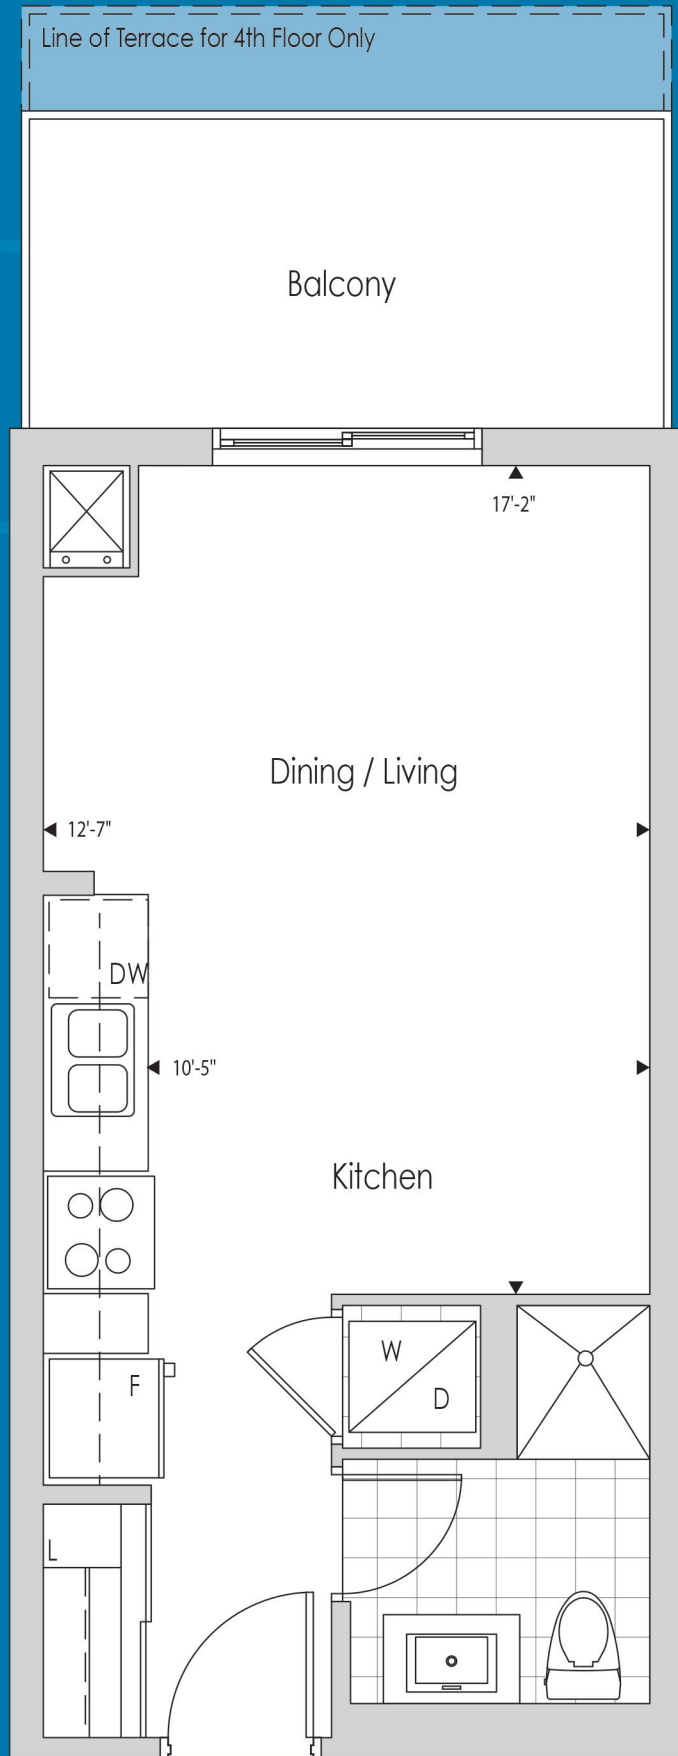 Line of Terrace for 4th Floor Only
Balcony
17'-2"
Dining / Living
12'-7"
DW
10'-5"
Kitchen
W
D
F
L